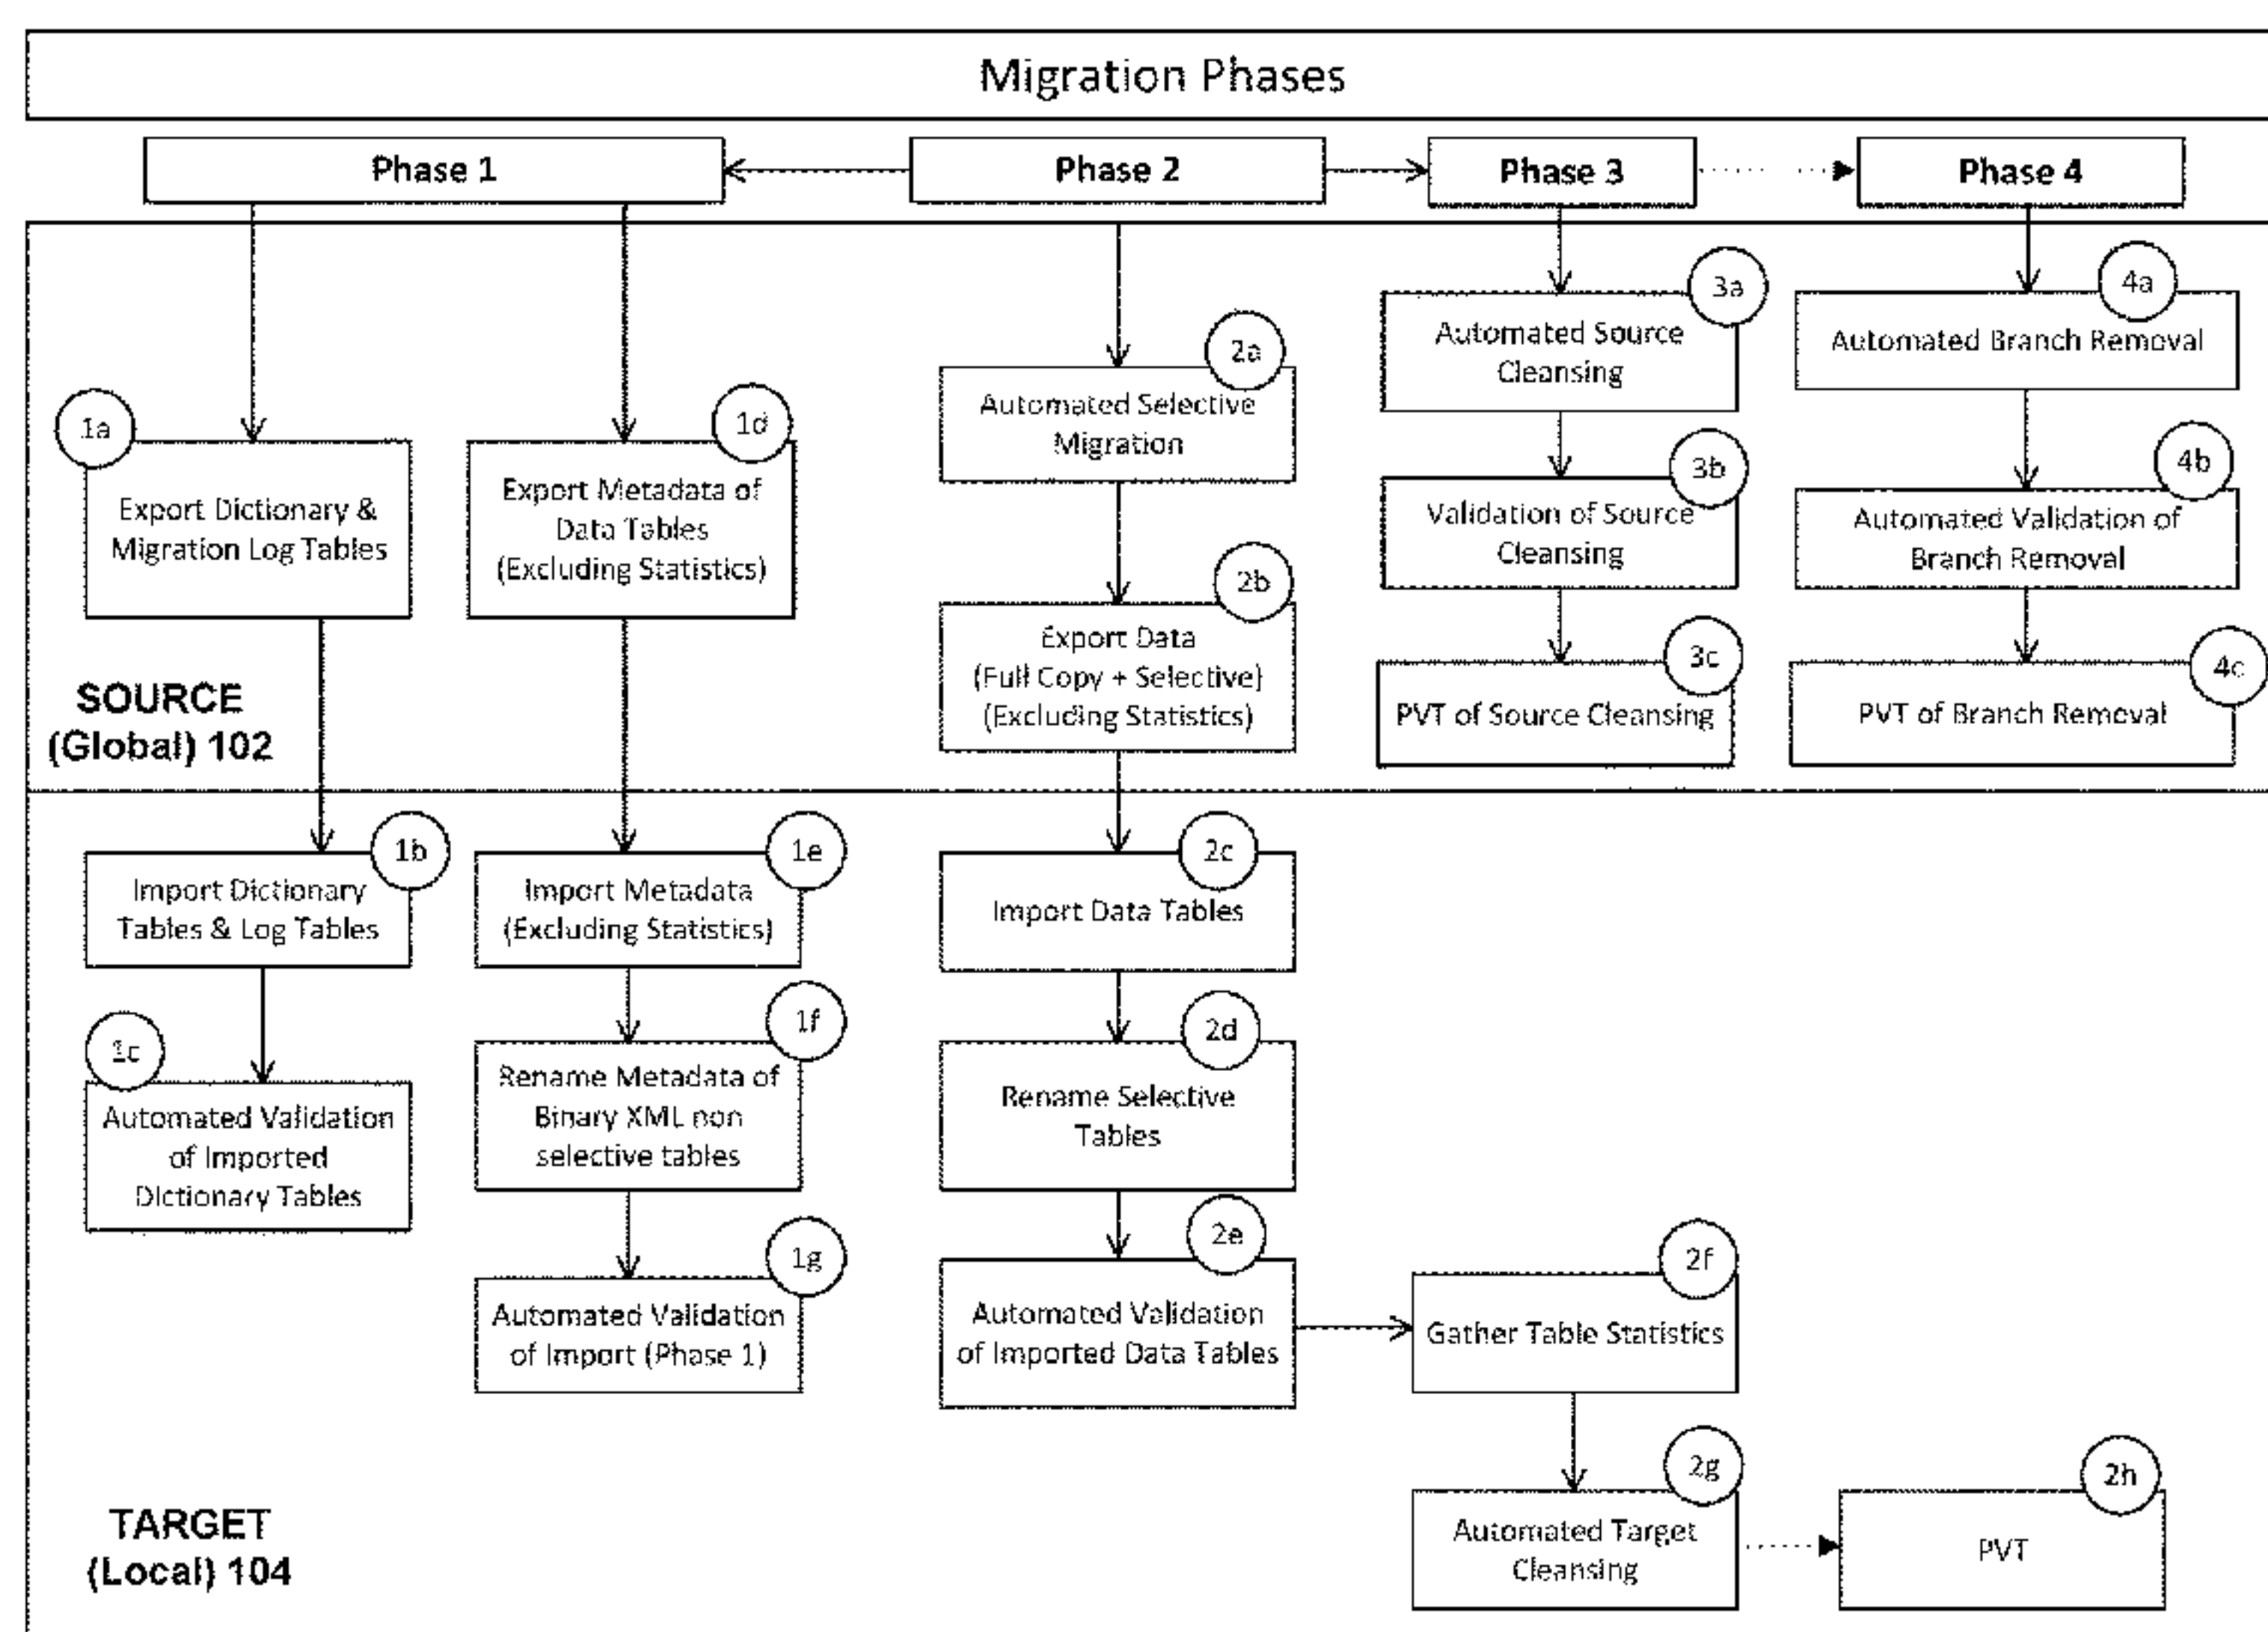 Migration Phases
Phase 1
Phase 2
Phase 3
Phase 4
1a
Export Dictionary &
Migration Log Tables
1d
Export Metadata of
Data Tables
(Excluding Statistics)
2a
Automated Selective
Migration
2b
Export Data
(Full Copy + Selective)
(Excluding Statistics)
3a
Automated Source
Cleansing
3b
Validation of Source
Cleansing
3c
PVT of Source Cleansing
4a
Automated Branch Removal
4b
Automated Validation of
Branch Removal
4c
PVT of Branch Removal
SOURCE
(Global) 102
1b
Import Dictionary
Tables & Log Tables
1c
Automated Validation
of Imported
Dictionary Tables
1e
Import Metadata
(Excluding Statistics)
1f
Rename Metadata of
Binary XML non
selective tables
1g
Automated Validation
of Import (Phase 1)
2c
Import Data Tables
2d
Rename Selective
Tables
2e
Automated Validation
of Imported Data Tables
2f
Gather Table Statistics
2g
Automated Target
Cleansing
2h
PVT
TARGET
(Local) 104